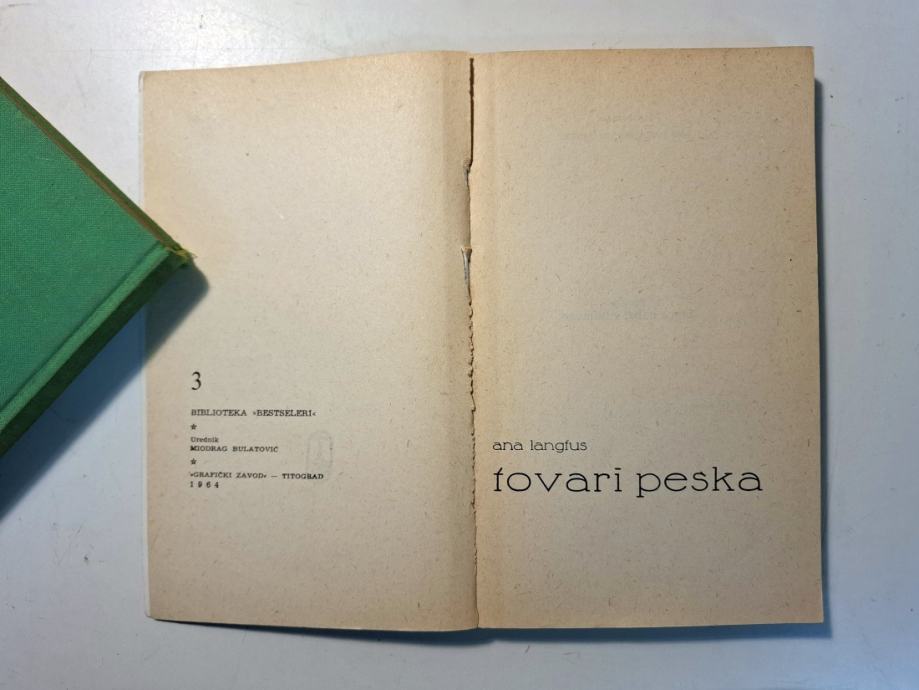 3
BIBLIOTEKA »BESTSELERI«
★
Urednik
MIODRAG BULATOVIĆ
★
»GRAFIČKI ZAVOD« — TITOGRAD
1964
ana langfus
tovari peska